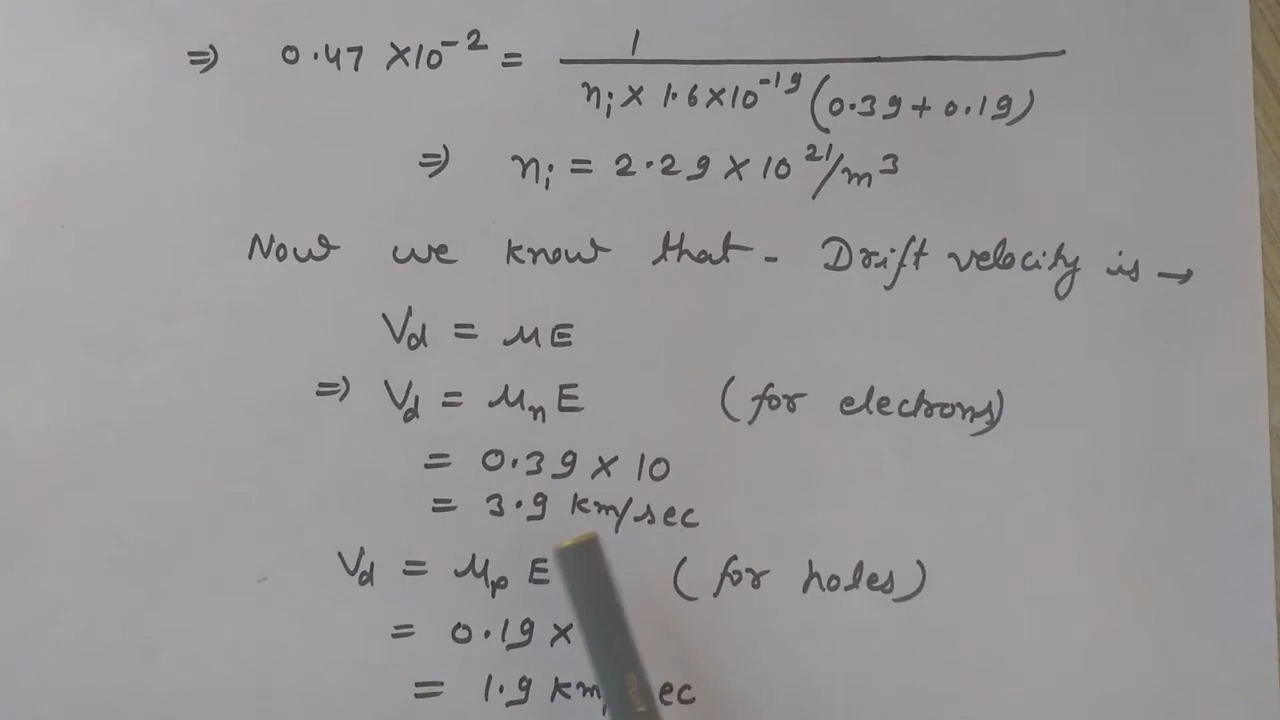 ⇒ 0.47 × 10⁻² = 1 / nᵢ × 1.6 × 10⁻¹⁹ (0.39 + 0.19)
⇒ nᵢ = 2.29 × 10²¹/m³
Now we know that - Drift velocity is →
Vd = μE
⇒ Vd = μₙE (for electrons)
= 0.39 × 10
= 3.9 km/sec
Vd = μₚE (for holes)
= 0.19 ×
= 1.9 km ec